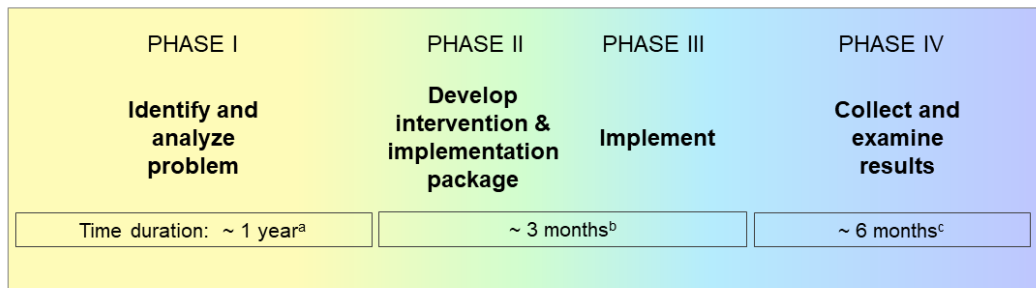 PHASE I
PHASE II
PHASE III
PHASE IV
Identify and
analyze
problem
Develop
intervention &
implementation
package
Implement
Collect and
examine
results
Time duration: ~ 1 yearᵃ
~ 3 monthsᵇ
~ 6 monthsᶜ